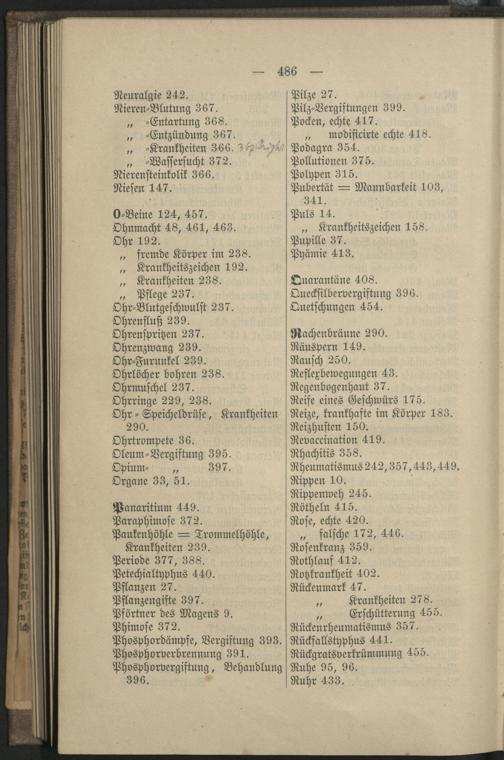 — 486 —
Neuralgie 242.
Nieren-Blutung 367.
„ -Entartung 368.
„ -Entzündung 367.
„ -Krankheiten 366.
„ -Wassersucht 372.
Nierensteinkolik 366.
Niesen 147.
O-Beine 124, 457.
Ohnmacht 48, 461, 463.
Ohr 192.
„ fremde Körper im 238.
„ Krankheitszeichen 192.
„ Krankheiten 238.
„ Pflege 237.
Ohr-Blutgeschwulst 237.
Ohrenfluß 239.
Ohrenspritzen 237.
Ohrenzwang 239.
Ohr-Furunkel 239.
Ohrlöcher bohren 238.
Ohrmuschel 237.
Ohrringe 229, 238.
Ohr-Speicheldrüse, Krankheiten
290.
Ohrtrompete 36.
Oleum-Vergiftung 395.
Opium- „ 397.
Organe 33, 51.
Panaritium 449.
Paraphimose 372.
Paukenhöhle = Trommelhöhle,
Krankheiten 239.
Periode 377, 388.
Petechialtyphus 440.
Pflanzen 27.
Pflanzengifte 397.
Pförtner des Magens 9.
Phimose 372.
Phosphordämpfe, Vergiftung 393.
Phosphorverbrennung 391.
Phosphorvergiftung, Behandlung
396.
Pilze 27.
Pilz-Vergiftungen 399.
Pocken, echte 417.
„ modificirte echte 418.
Podagra 354.
Pollutionen 375.
Polypen 315.
Pubertät = Mannbarkeit 103,
341.
Puls 14.
„ Krankheitszeichen 158.
Pupille 37.
Pyämie 413.
Quarantäne 408.
Quecksilbervergiftung 396.
Quetschungen 454.
Rachenbräune 290.
Räuspern 149.
Rausch 250.
Reflexbewegungen 43.
Regenbogenhaut 37.
Reife eines Geschwürs 175.
Reize, krankhafte im Körper 183.
Reizhusten 150.
Revaccination 419.
Rhachitis 358.
Rheumatismus 242, 357, 443, 449.
Rippen 10.
Rippenweh 245.
Rötheln 415.
Rose, echte 420.
„ falsche 172, 446.
Rosenkranz 359.
Rothlauf 412.
Rotzkrankheit 402.
Rückenmark 47.
„ Krankheiten 278.
„ Erschütterung 455.
Rückenrheumatismus 357.
Rückfallstyphus 441.
Rückgratsverkrümmung 455.
Ruhe 95, 96.
Ruhr 433.